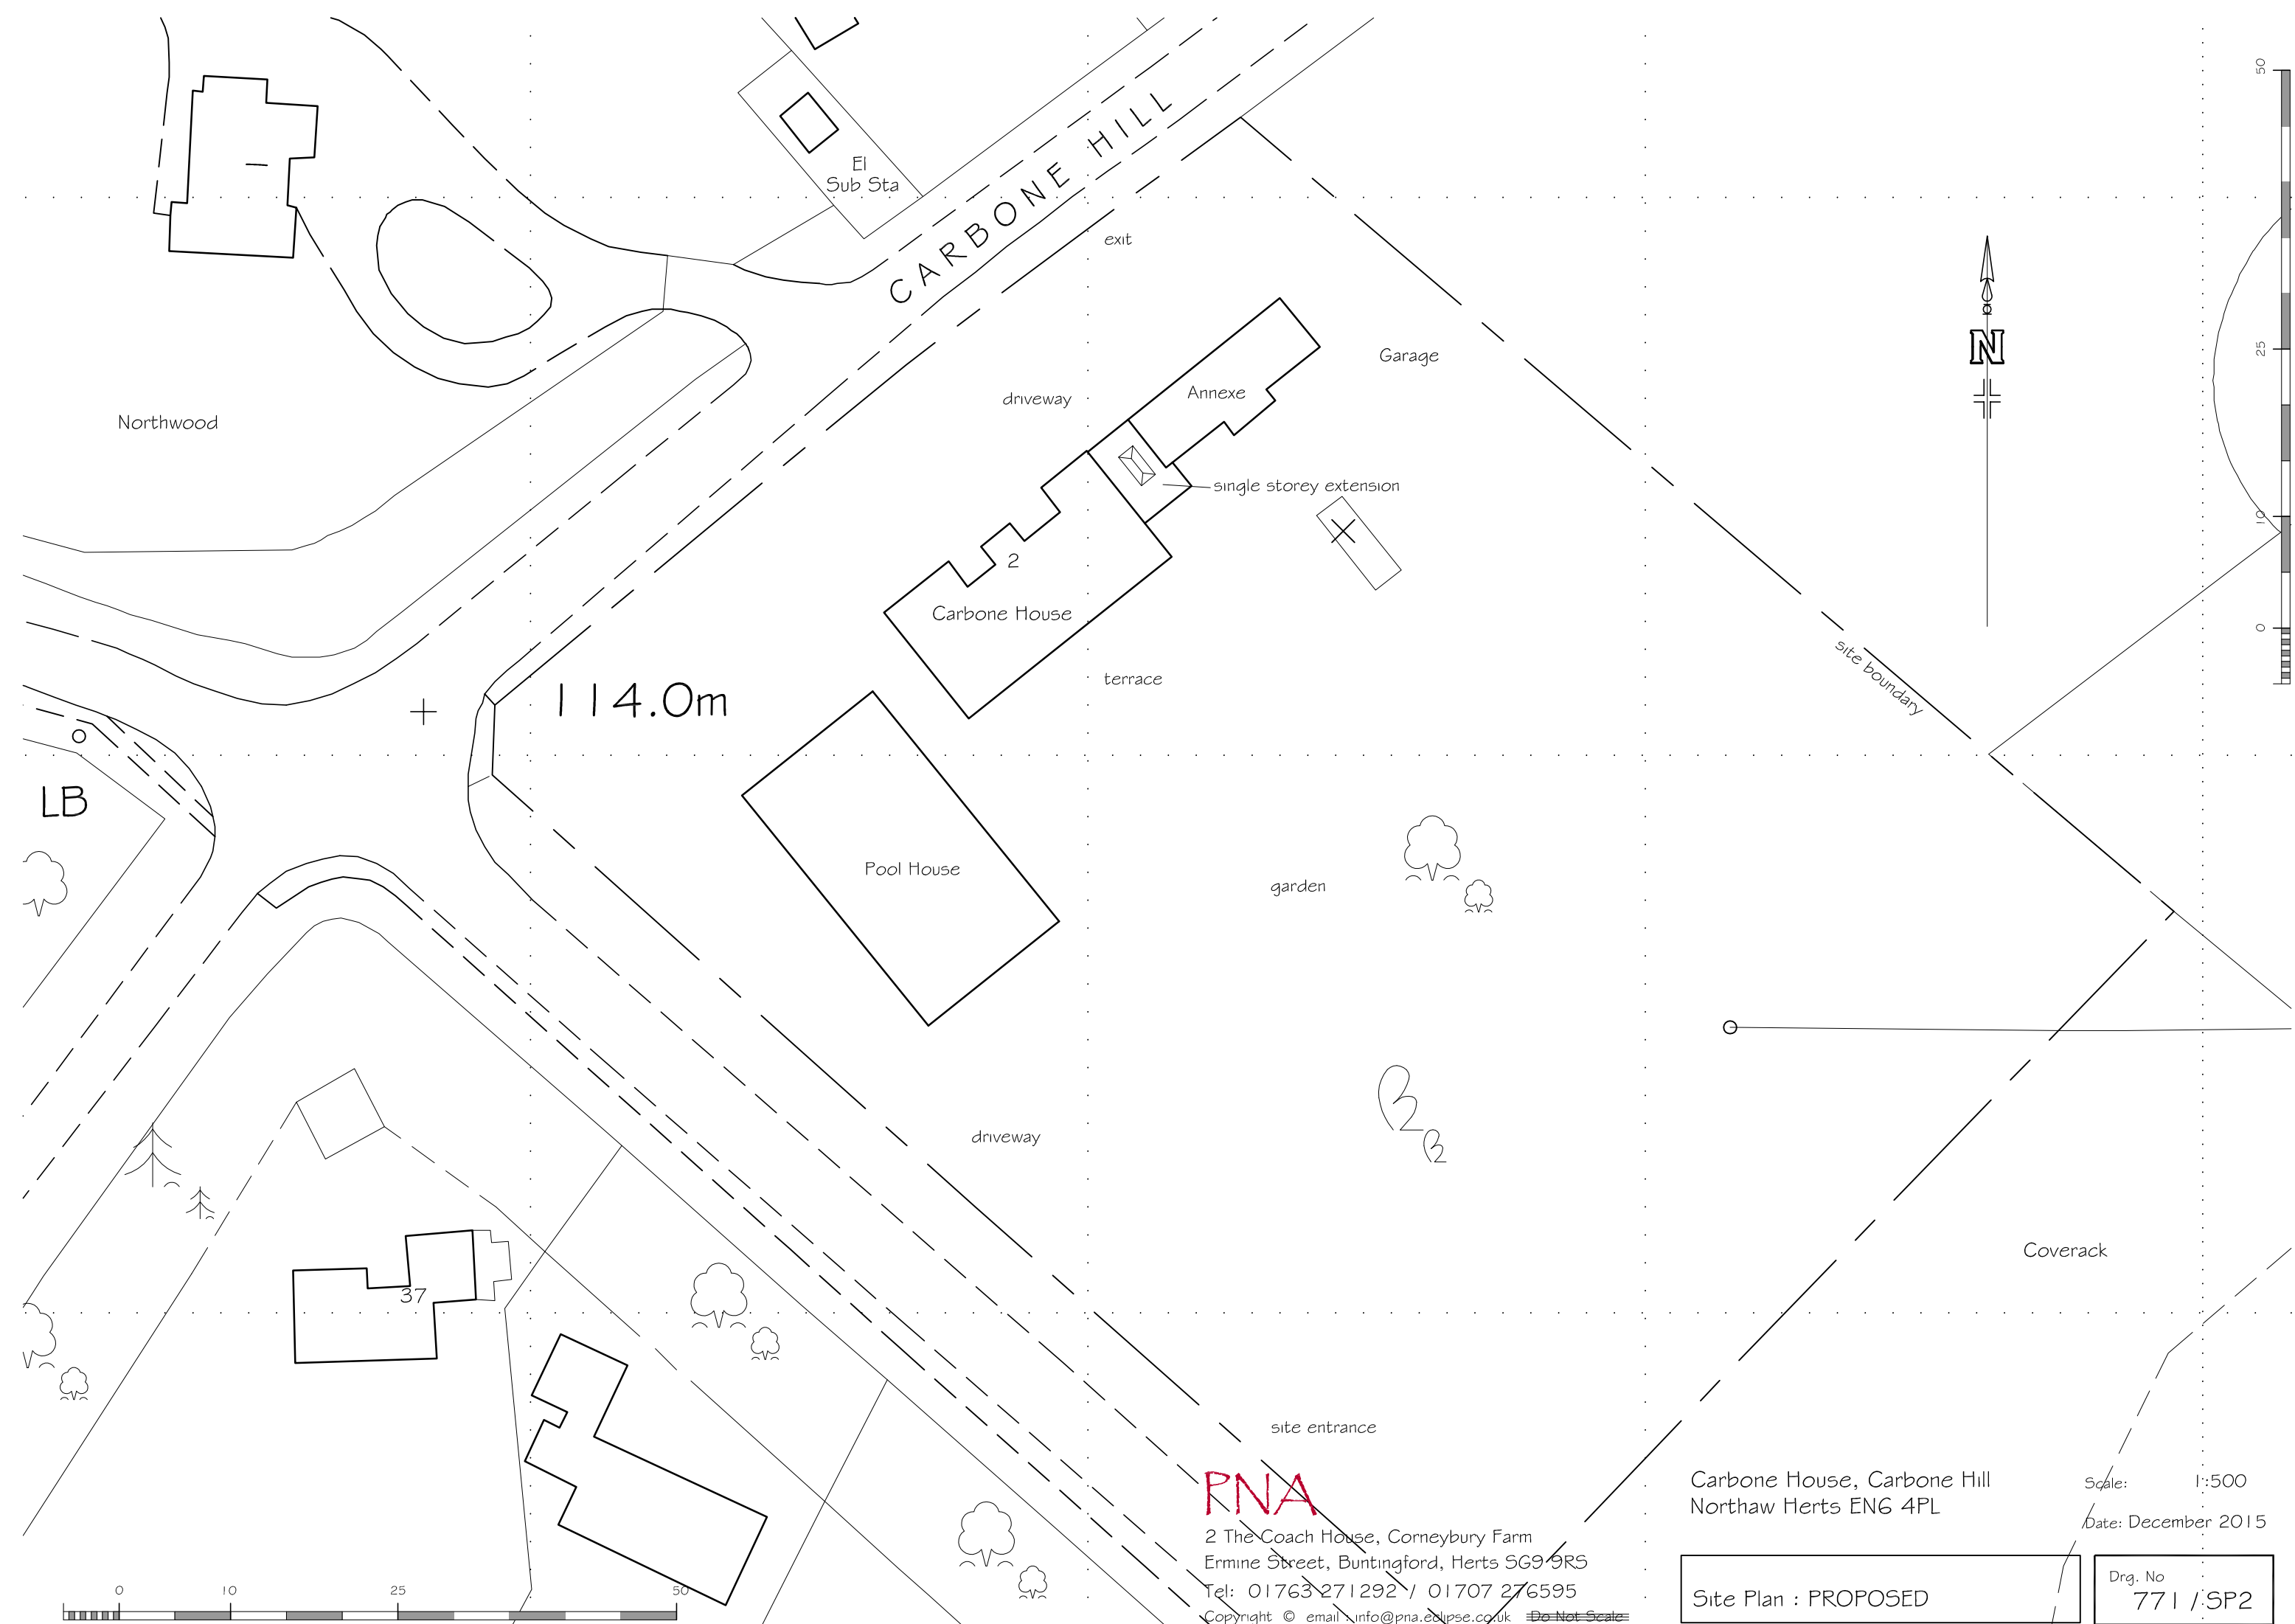 50
El
Sub Sta
CARBONE HILL
exit
N
Garage
25
Annexe
driveway
Northwood
single storey extension
10
2
Carbone House
0
site boundary
terrace
114.0m
LB
Pool House
garden
driveway
Coverack
37
site entrance
PNA
2 The Coach House, Corneybury Farm
Ermine Street, Buntingford, Herts SG9 9RS
Tel: 01763 271292 / 01707 276595
Copyright © email : info@pna.eclipse.co.uk Do Not Scale
Carbone House, Carbone Hill
Northaw Herts EN6 4PL
Scale: 1:500
Date: December 2015
Site Plan : PROPOSED
Drg. No
771 / SP2
0 10 25 50